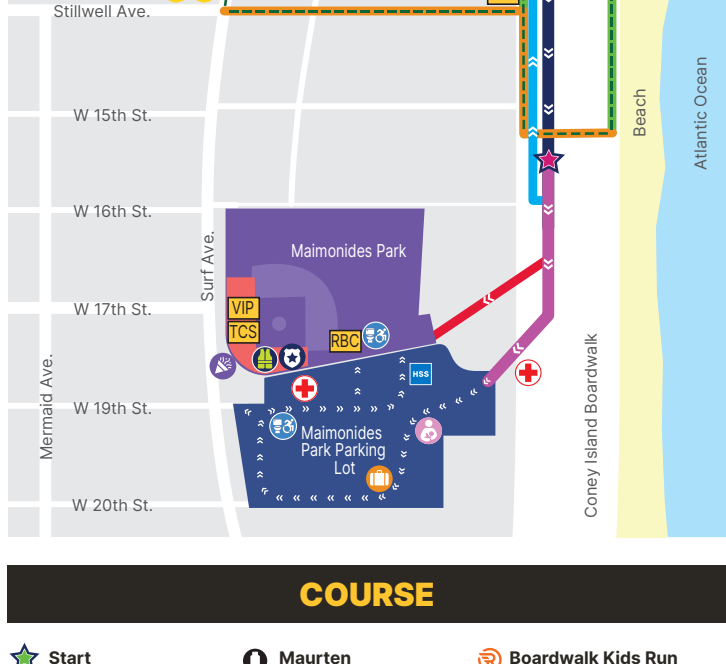 Stillwell Ave.
W 15th St.
W 16th St.
Maimonides Park
Surf Ave.
Beach
Atlantic Ocean
VIP
TCS
RBC
W 17th St.
HSS
W 19th St.
Mermaid Ave.
Maimonides
Park Parking
Lot
Coney Island Boardwalk
W 20th St.
COURSE
Start
Maurten
Boardwalk Kids Run